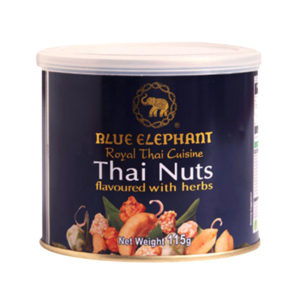 BLUE ELEPHANT
®
Royal Thai Cuisine
Thai Nuts
flavoured with herbs
Net Weight 115g